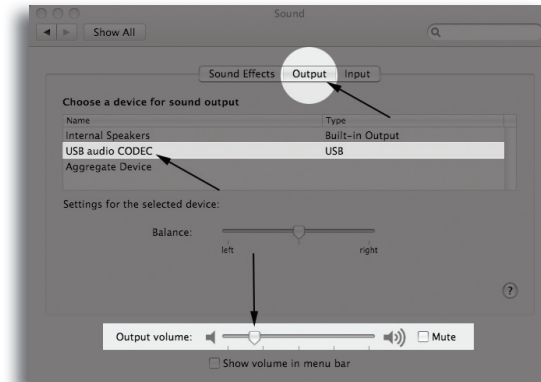 Sound
Show All
Sound Effects Output Input
Choose a device for sound output
Name Type
Internal Speakers Built-in Output
USB audio CODEC USB
Aggregate Device
Settings for the selected device:
Balance:
left right
?
Output volume: Mute
Show volume in menu bar